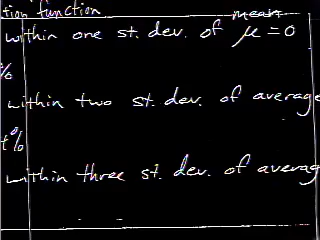 tion function
mean
within one st. dev. of μ = 0
%
within two st. dev. of average
t%
within three st. dev. of averag